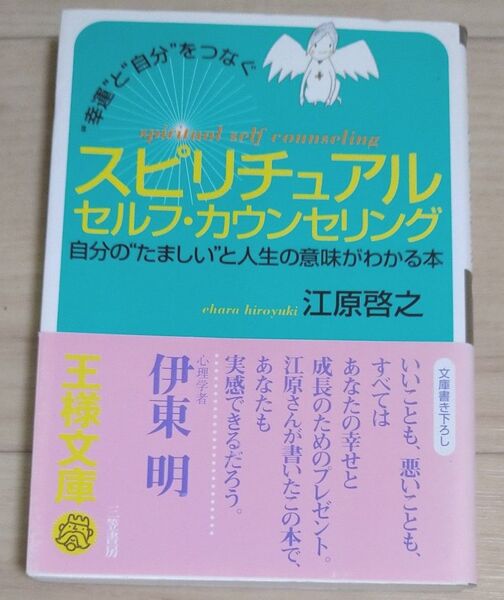 “幸運”と“自分”をつなぐ
spiritual self counseling
スピリチュアル
セルフ・カウンセリング
自分の“たましい”と人生の意味がわかる本
ehara hiroyuki 江原啓之
文庫書き下ろし
いいことも、悪いことも、
すべては
あなたの幸せと
成長のためのプレゼント。
江原さんが書いたこの本で、
あなたも
実感できるだろう。
心理学者
伊東 明
王様文庫
三笠書房